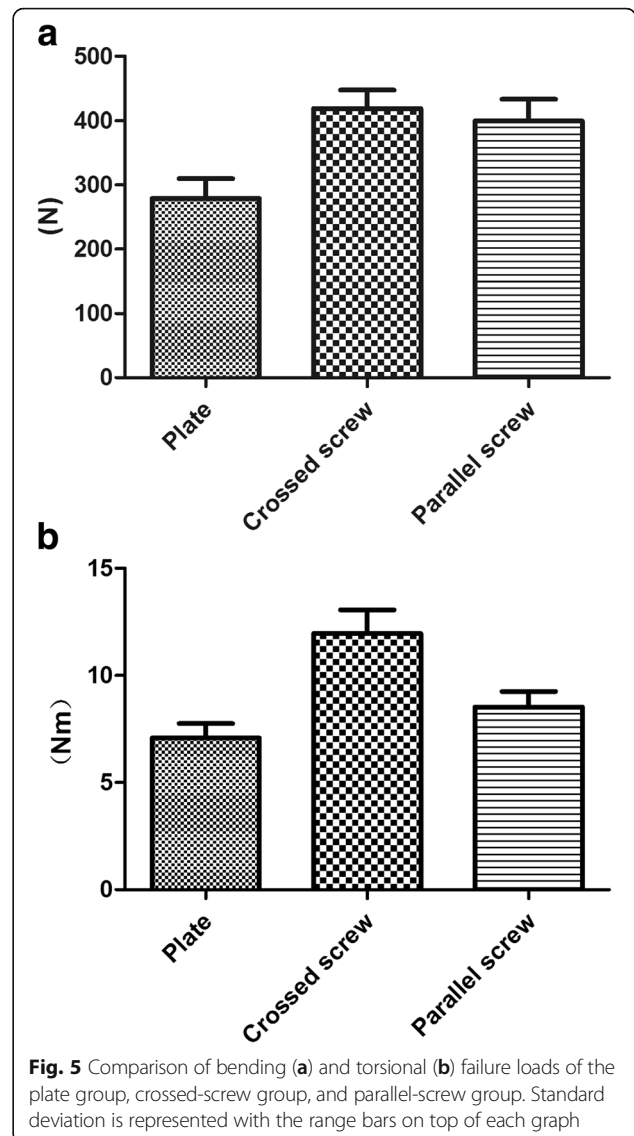 a
500
400
300
200
100
0
(N)
Plate
Crossed screw
Parallel screw
b
15
10
5
0
(Nm)
Plate
Crossed screw
Parallel screw
Fig. 5 Comparison of bending (a) and torsional (b) failure loads of the
plate group, crossed-screw group, and parallel-screw group. Standard
deviation is represented with the range bars on top of each graph